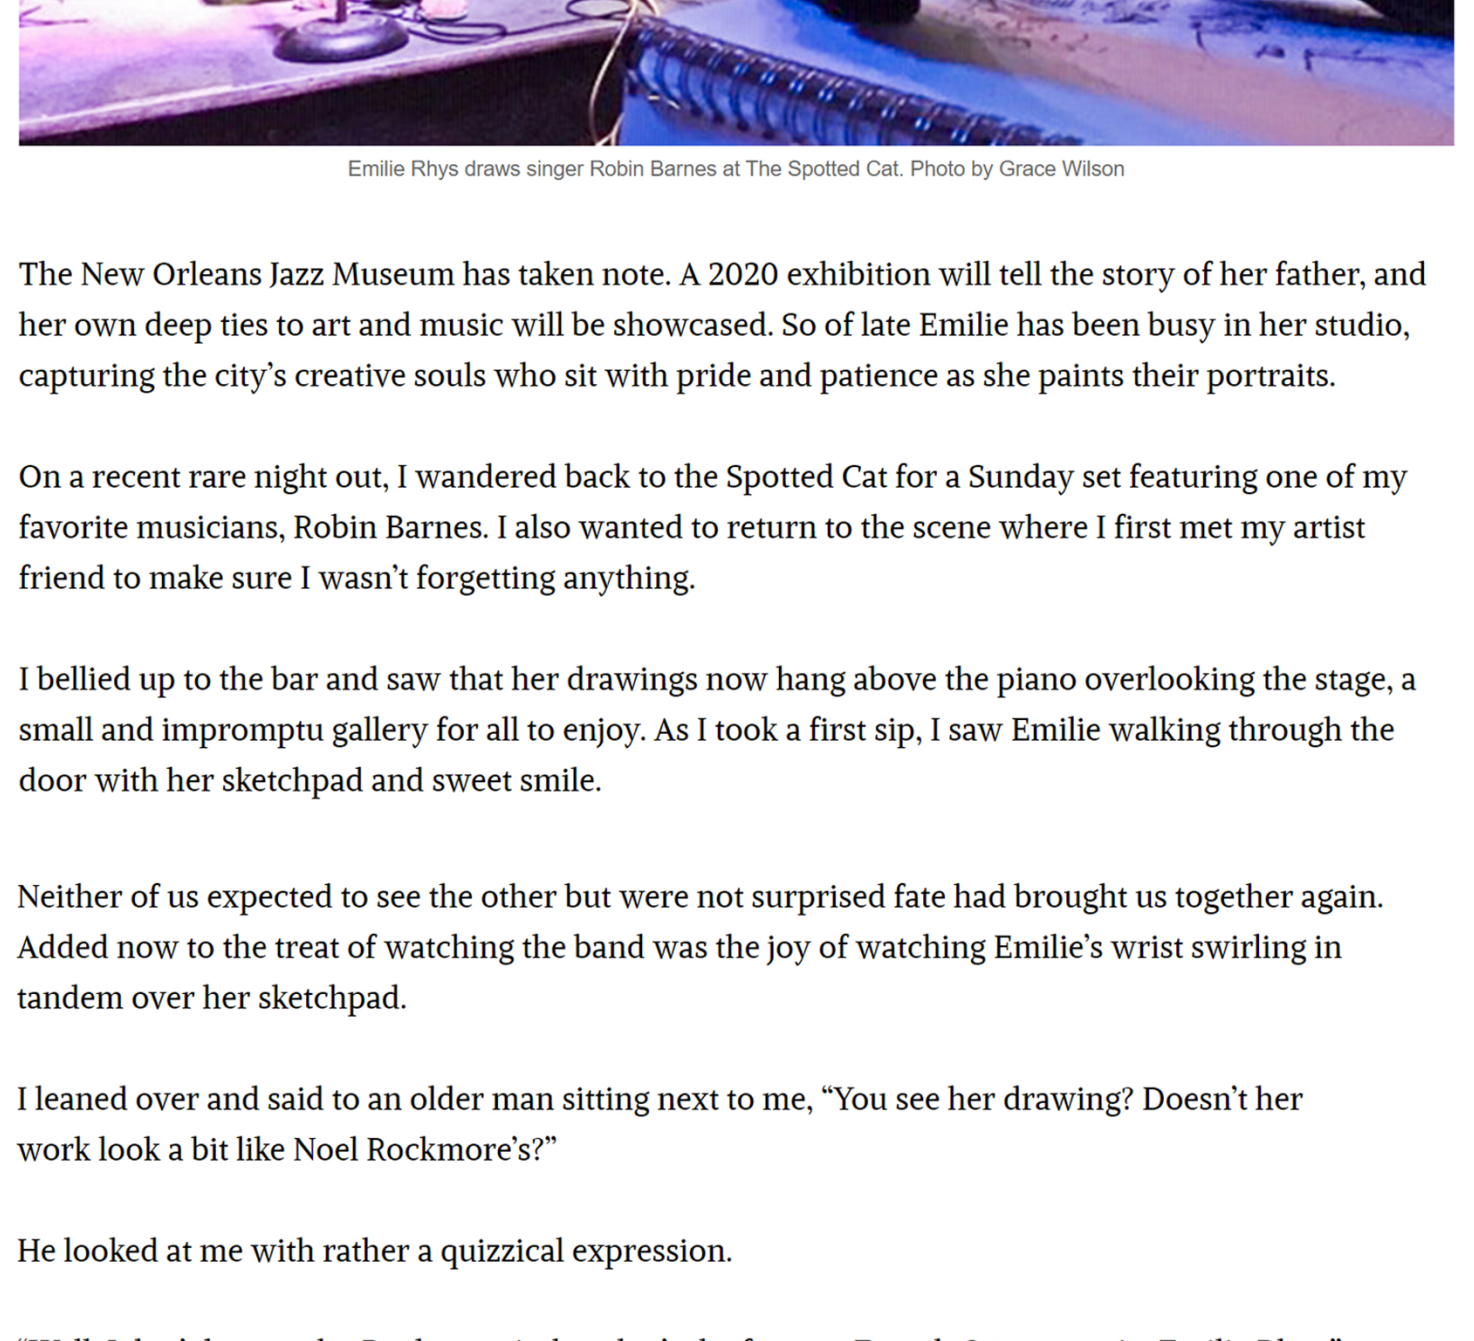 Emilie Rhys draws singer Robin Barnes at The Spotted Cat. Photo by Grace Wilson
The New Orleans Jazz Museum has taken note. A 2020 exhibition will tell the story of her father, and
her own deep ties to art and music will be showcased. So of late Emilie has been busy in her studio,
capturing the city’s creative souls who sit with pride and patience as she paints their portraits.
On a recent rare night out, I wandered back to the Spotted Cat for a Sunday set featuring one of my
favorite musicians, Robin Barnes. I also wanted to return to the scene where I first met my artist
friend to make sure I wasn’t forgetting anything.
I bellied up to the bar and saw that her drawings now hang above the piano overlooking the stage, a
small and impromptu gallery for all to enjoy. As I took a first sip, I saw Emilie walking through the
door with her sketchpad and sweet smile.
Neither of us expected to see the other but were not surprised fate had brought us together again.
Added now to the treat of watching the band was the joy of watching Emilie’s wrist swirling in
tandem over her sketchpad.
I leaned over and said to an older man sitting next to me, “You see her drawing? Doesn’t her
work look a bit like Noel Rockmore’s?”
He looked at me with rather a quizzical expression.